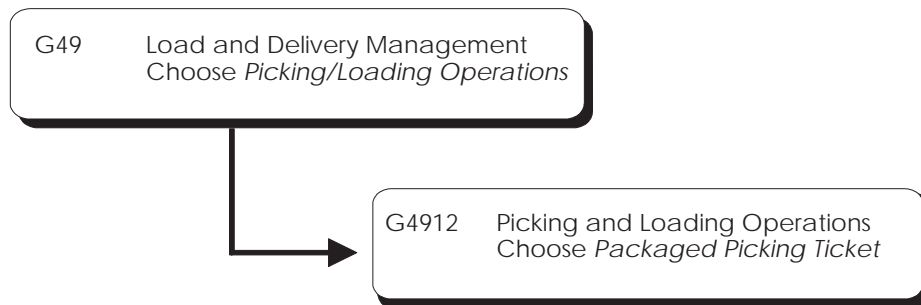 G49 Load and Delivery Management
Choose Picking/Loading Operations
G4912 Picking and Loading Operations
Choose Packaged Picking Ticket